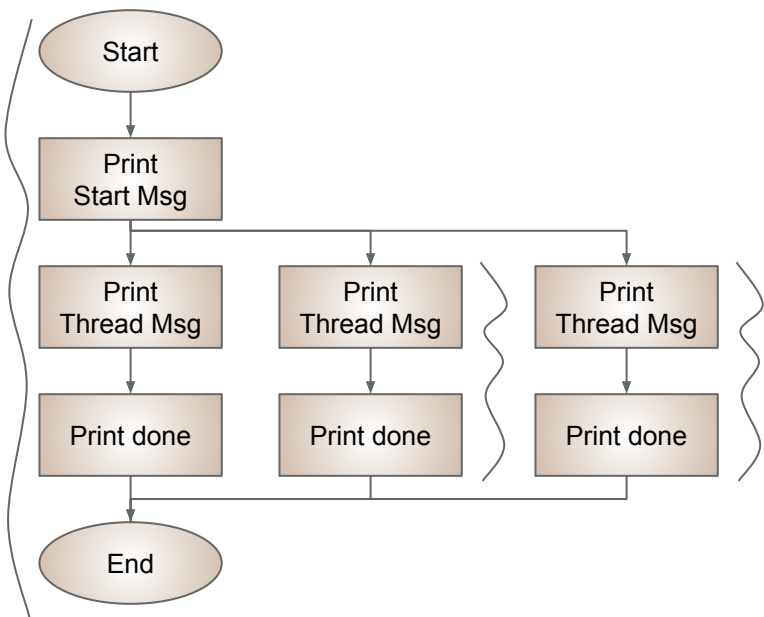 Start
Print
Start Msg
Print
Thread Msg
Print
Thread Msg
Print
Thread Msg
Print done
Print done
Print done
End